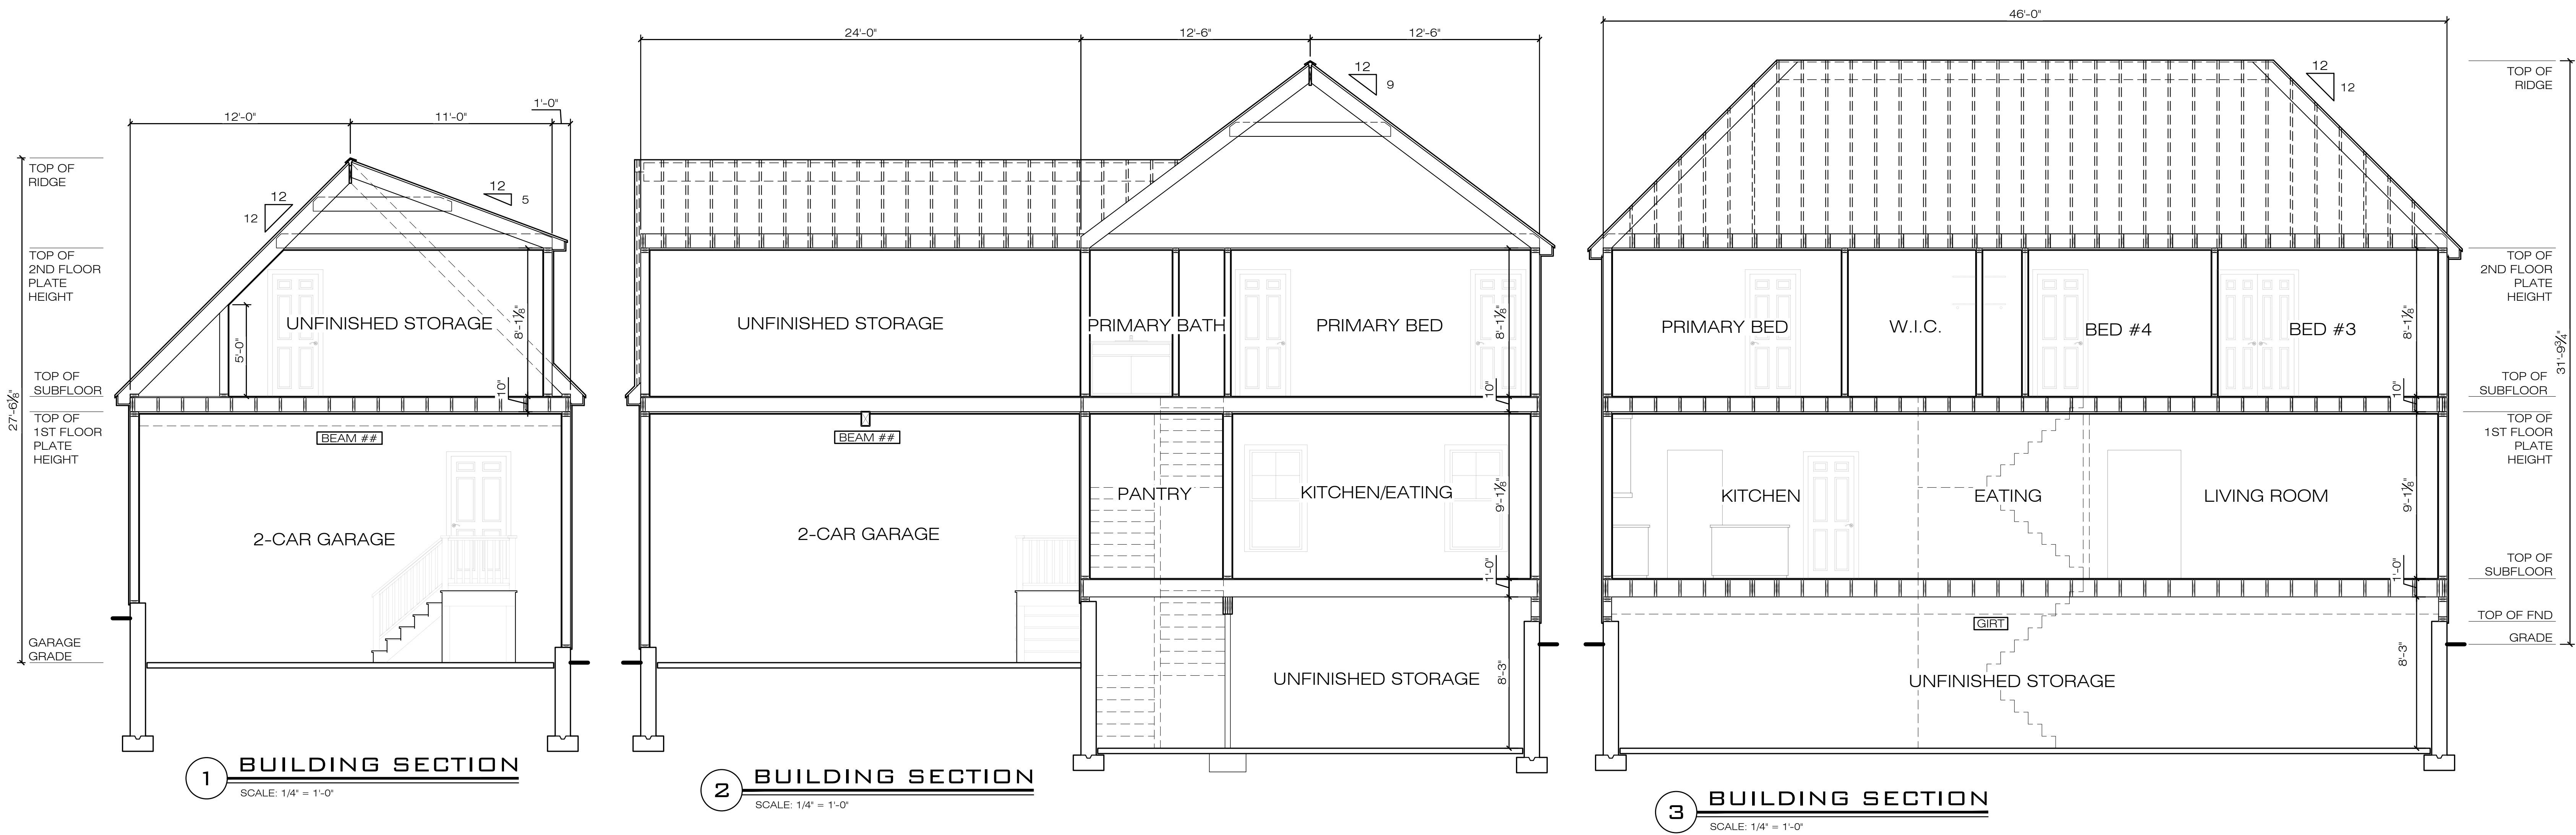 12'-0"
11'-0"
1'-0"
TOP OF
RIDGE
12
12
12
5
TOP OF
2ND FLOOR
PLATE
HEIGHT
UNFINISHED STORAGE
8'-1⅛"
5'-0"
TOP OF
SUBFLOOR
10"
TOP OF
1ST FLOOR
PLATE
HEIGHT
27'-6⅛"
BEAM ##
2-CAR GARAGE
GARAGE
GRADE
1 BUILDING SECTION
SCALE: 1/4" = 1'-0"
24'-0"
12'-6"
12'-6"
12
9
UNFINISHED STORAGE
PRIMARY BATH
PRIMARY BED
8'-1⅛"
10"
BEAM ##
PANTRY
KITCHEN/EATING
9'-1⅛"
2-CAR GARAGE
1'-0"
UNFINISHED STORAGE
8'-3"
2 BUILDING SECTION
SCALE: 1/4" = 1'-0"
46'-0"
12
12
TOP OF
RIDGE
TOP OF
2ND FLOOR
PLATE
HEIGHT
PRIMARY BED
W.I.C.
BED #4
BED #3
8'-1⅛"
31'-9¾"
TOP OF
SUBFLOOR
10"
TOP OF
1ST FLOOR
PLATE
HEIGHT
KITCHEN
EATING
LIVING ROOM
9'-1⅛"
TOP OF
SUBFLOOR
1'-0"
TOP OF FND
GIRT
GRADE
8'-3"
UNFINISHED STORAGE
3 BUILDING SECTION
SCALE: 1/4" = 1'-0"